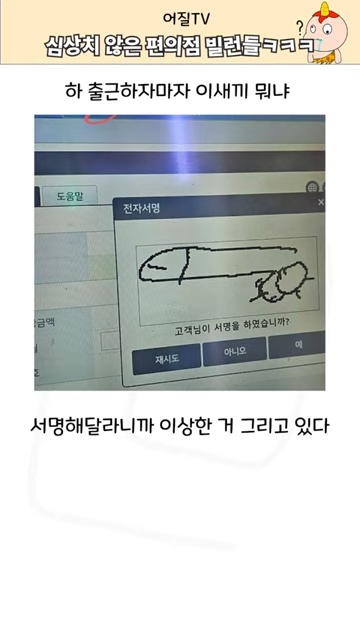 어질TV
심상치 않은 편의점 빌런들ㅋㅋㅋ
?
하 출근하자마자 이새끼 뭐냐
도움말
전자서명
금액
고객님이 서명을 하였습니까?
재시도
아니오
예
서명해달라니까 이상한 거 그리고 있다